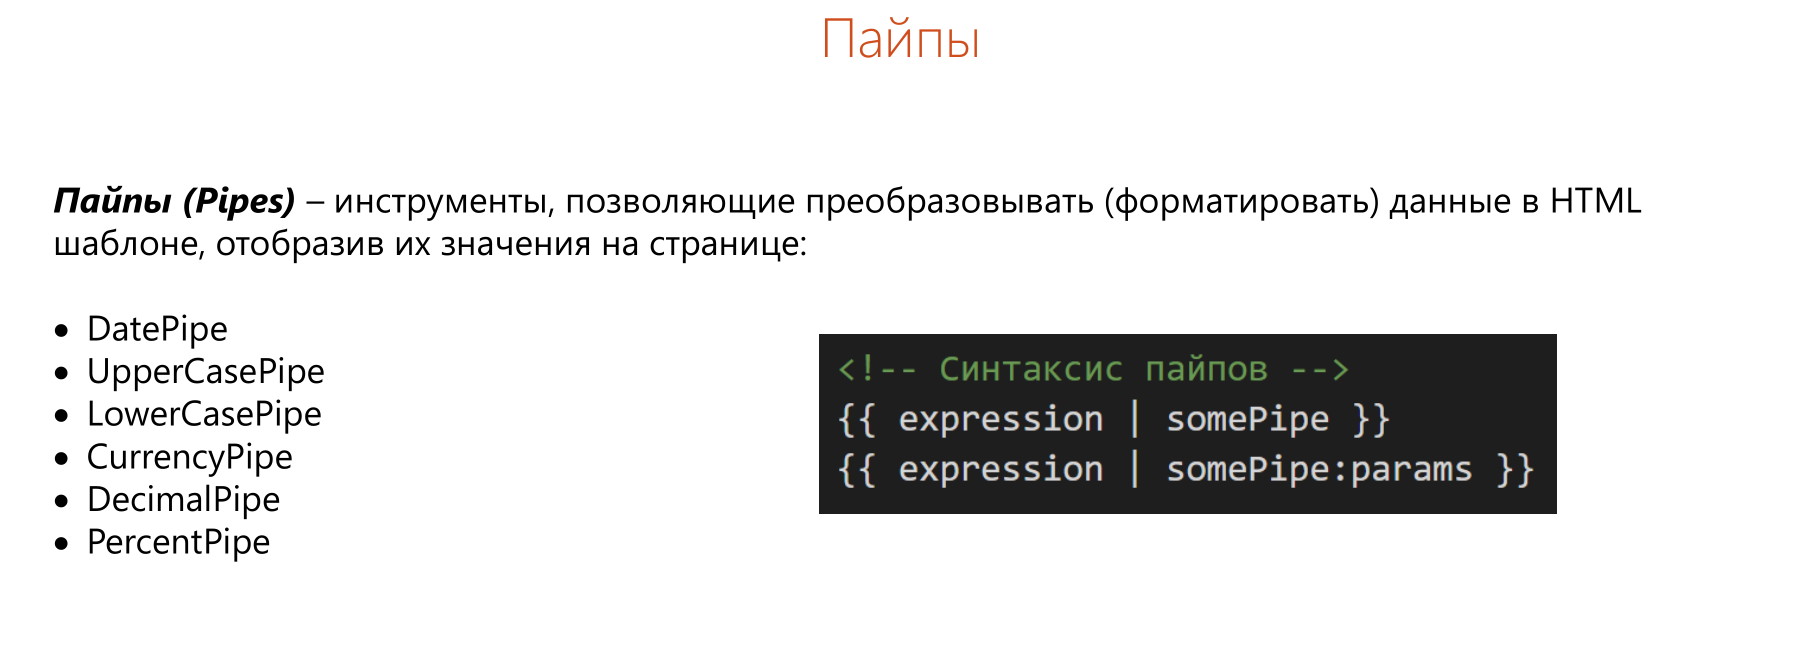 Пайпы
Пайпы (Pipes) – инструменты, позволяющие преобразовывать (форматировать) данные в HTML
шаблоне, отобразив их значения на странице:
• DatePipe
• UpperCasePipe
• LowerCasePipe
• CurrencyPipe
• DecimalPipe
• PercentPipe
<!-- Синтаксис пайпов -->
{{ expression | somePipe }}
{{ expression | somePipe:params }}